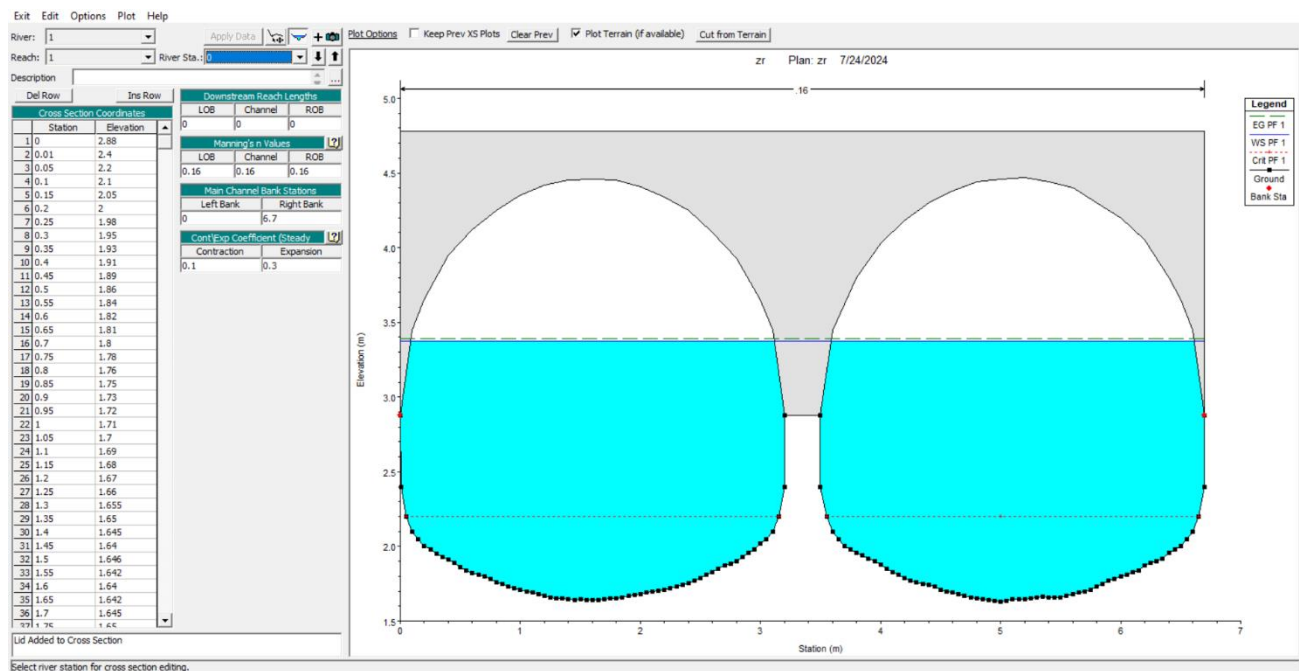 Exit Edit Options Plot Help
River: 1 Apply Data + Plot Options Keep Prev XS Plots Clear Prev Plot Terrain (if available) Cut from Terrain
Reach: 1 River Sta.: 0
Description ...
Del Row Ins Row
Cross Section Coordinates
Station Elevation
1 0 2.88
2 0.01 2.4
3 0.05 2.2
4 0.1 2.1
5 0.15 2.05
6 0.2 2
7 0.25 1.98
8 0.3 1.95
9 0.35 1.93
10 0.4 1.91
11 0.45 1.89
12 0.5 1.86
13 0.55 1.84
14 0.6 1.82
15 0.65 1.81
16 0.7 1.8
17 0.75 1.78
18 0.8 1.76
19 0.85 1.75
20 0.9 1.73
21 0.95 1.72
22 1 1.71
23 1.05 1.7
24 1.1 1.69
25 1.15 1.68
26 1.2 1.67
27 1.25 1.66
28 1.3 1.655
29 1.35 1.65
30 1.4 1.645
31 1.45 1.64
32 1.5 1.646
33 1.55 1.642
34 1.6 1.64
35 1.65 1.642
36 1.7 1.645
37 1.75 1.65
Lid Added to Cross Section
Select river station for cross section editing.
Downstream Reach Lengths
LOB Channel ROB
0 0 0
Manning's n Values ?
LOB Channel ROB
0.16 0.16 0.16
Main Channel Bank Stations
Left Bank Right Bank
0 6.7
Cont\Exp Coefficient (Steady ?
Contraction Expansion
0.1 0.3
zr Plan: zr 7/24/2024
.16
5.0
4.5
4.0
3.5
3.0
2.5
2.0
1.5
Elevation (m)
0 1 2 3 4 5 6 7
Station (m)
Legend
EG PF 1
WS PF 1
Crit PF 1
Ground
Bank Sta